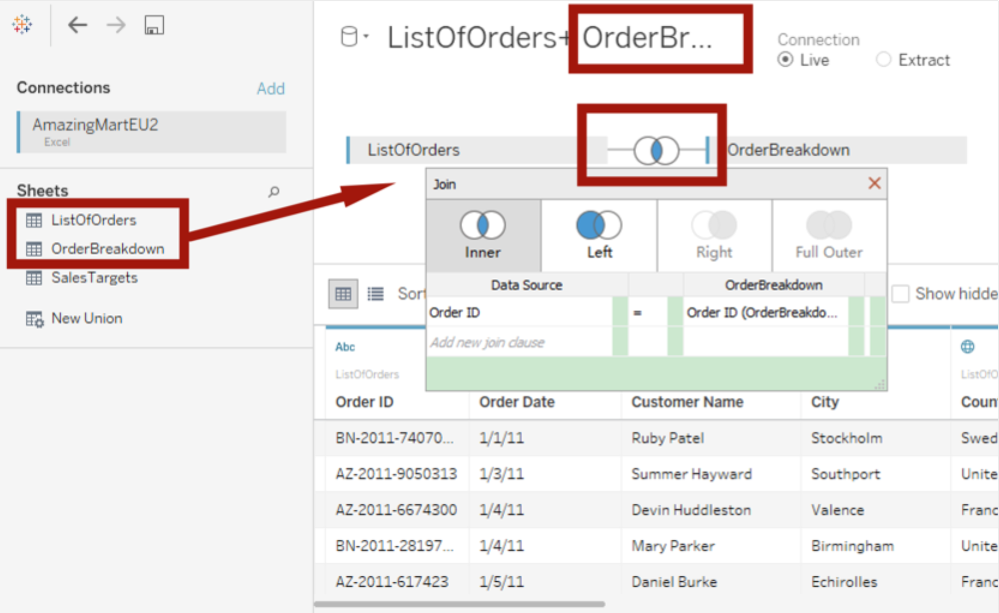 ListOfOrders+ OrderBr...
Connection
Live
Extract
Connections
Add
AmazingMartEU2
Excel
Sheets
ListOfOrders
OrderBreakdown
SalesTargets
New Union
ListOfOrders
OrderBreakdown
Join
Inner
Left
Right
Full Outer
Data Source
OrderBreakdown
Order ID
=
Order ID (OrderBreakdo...
Add new join clause
Sort
Show hidde
Abc
ListOfOrders
ListOfO
Order ID
Order Date
Customer Name
City
Coun
BN-2011-74070... 1/1/11 Ruby Patel Stockholm Swed
AZ-2011-9050313 1/3/11 Summer Hayward Southport Unite
AZ-2011-6674300 1/4/11 Devin Huddleston Valence Franc
BN-2011-28197... 1/4/11 Mary Parker Birmingham Unite
AZ-2011-617423 1/5/11 Daniel Burke Echirolles Franc